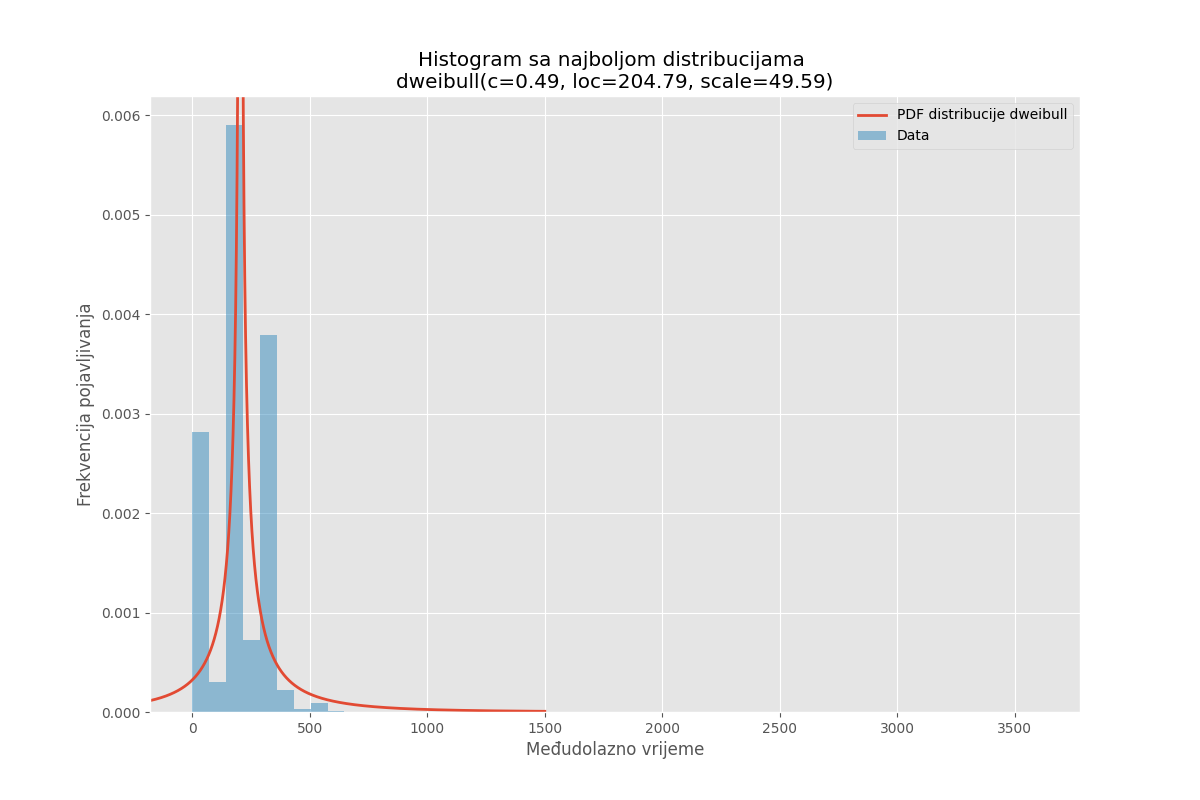 Histogram sa najboljom distribucijama
dweibull(c=0.49, loc=204.79, scale=49.59)
PDF distribucije dweibull
Data
Frekvencija pojavljivanja
0.006
0.005
0.004
0.003
0.002
0.001
0.000
0
500
1000
1500
2000
2500
3000
3500
Međudolazno vrijeme